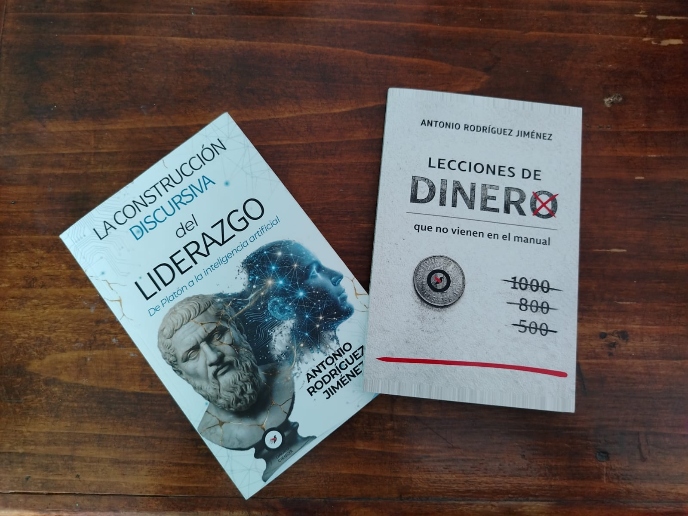 LA CONSTRUCCIÓN
DISCURSIVA
del
LIDERAZGO
De Platón a la inteligencia artificial
ANTONIO
RODRÍGUEZ
JIMÉNEZ
ANTONIO RODRÍGUEZ JIMÉNEZ
LECCIONES DE
DINERO
que no vienen en el manual
1000
800
500